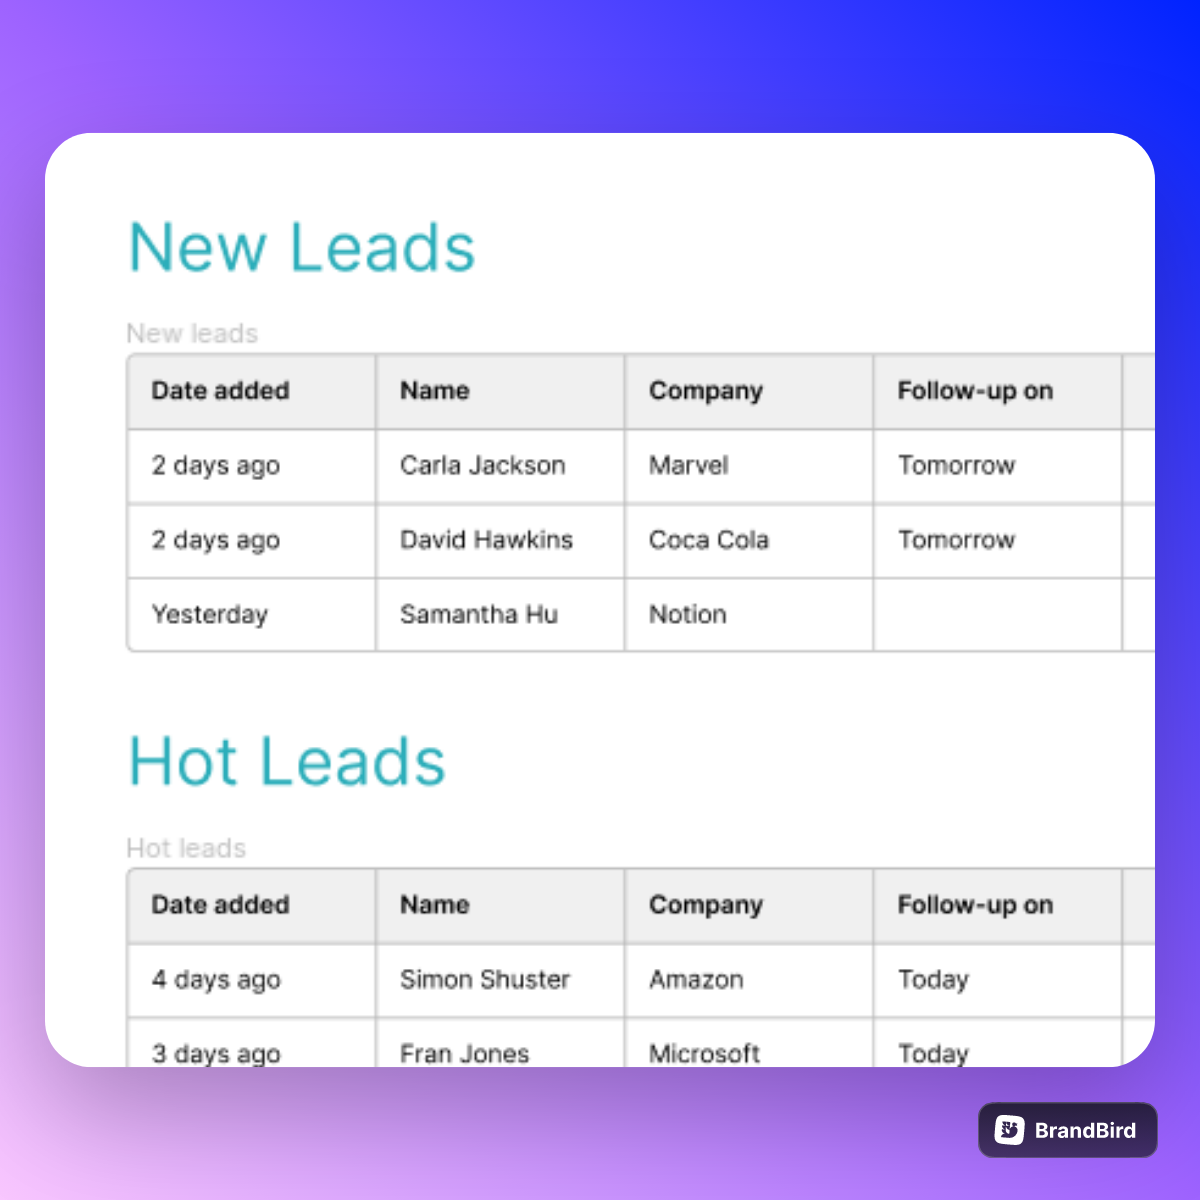 New Leads
New leads
Date added Name Company Follow-up on
2 days ago Carla Jackson Marvel Tomorrow
2 days ago David Hawkins Coca Cola Tomorrow
Yesterday Samantha Hu Notion
Hot Leads
Hot leads
Date added Name Company Follow-up on
4 days ago Simon Shuster Amazon Today
3 days ago Fran Jones Microsoft Today
BrandBird